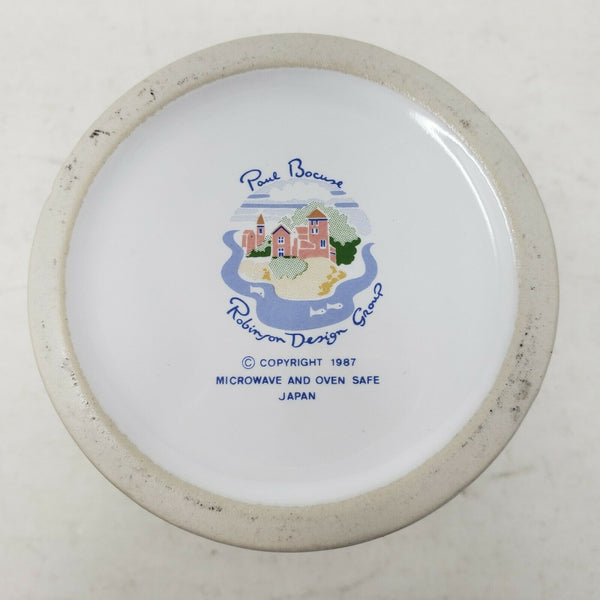 Paul Bocuse
Robinson Design Group
© COPYRIGHT 1987
MICROWAVE AND OVEN SAFE
JAPAN